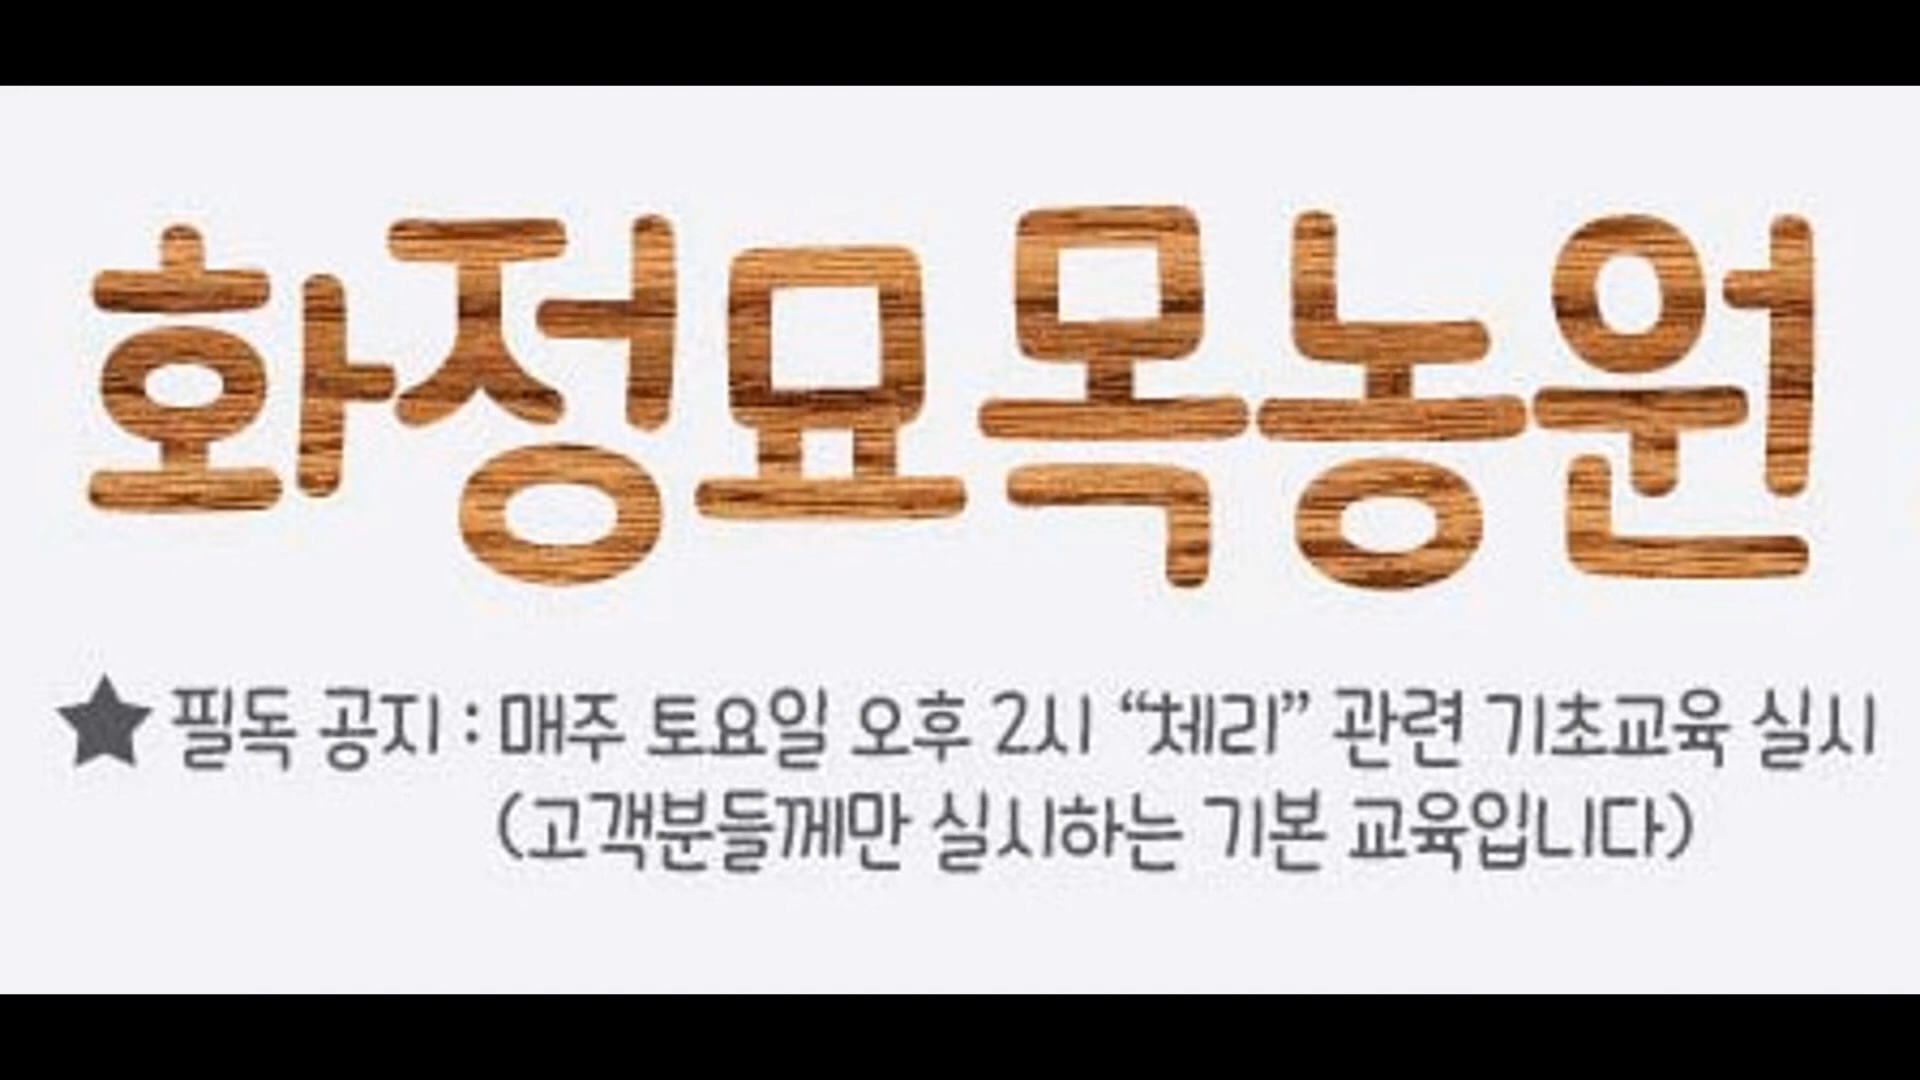 화정묘목농원
★필독 공지 : 매주 토요일 오후 2시 “체리” 관련 기초교육 실시
(고객분들께만 실시하는 기본 교육입니다)